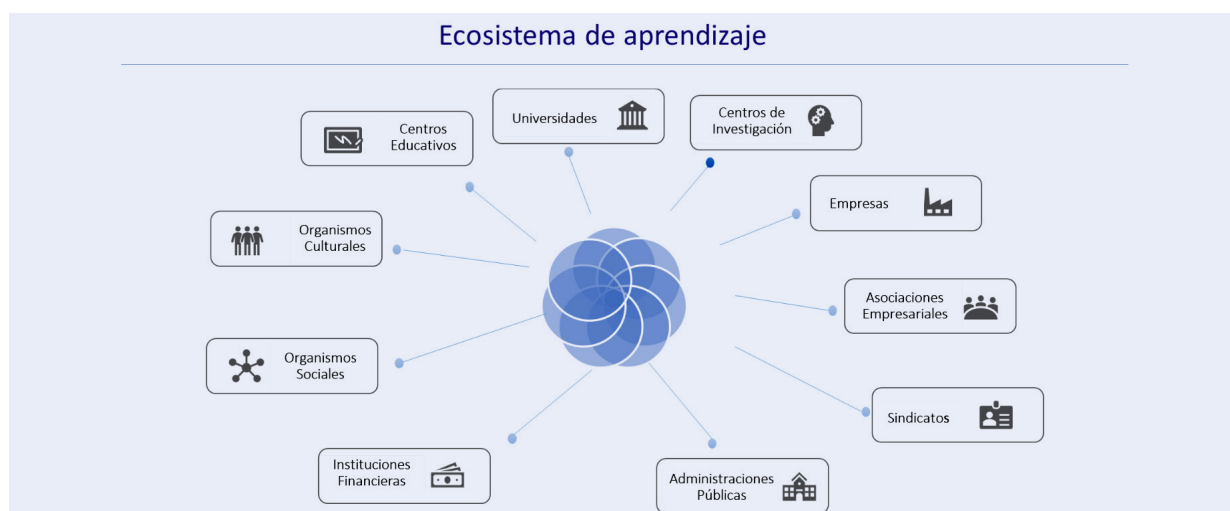 Ecosistema de aprendizaje
Universidades
Centros de
Investigación
Centros
Educativos
Empresas
Organismos
Culturales
Asociaciones
Empresariales
Organismos
Sociales
Sindicatos
Instituciones
Financieras
Administraciones
Públicas